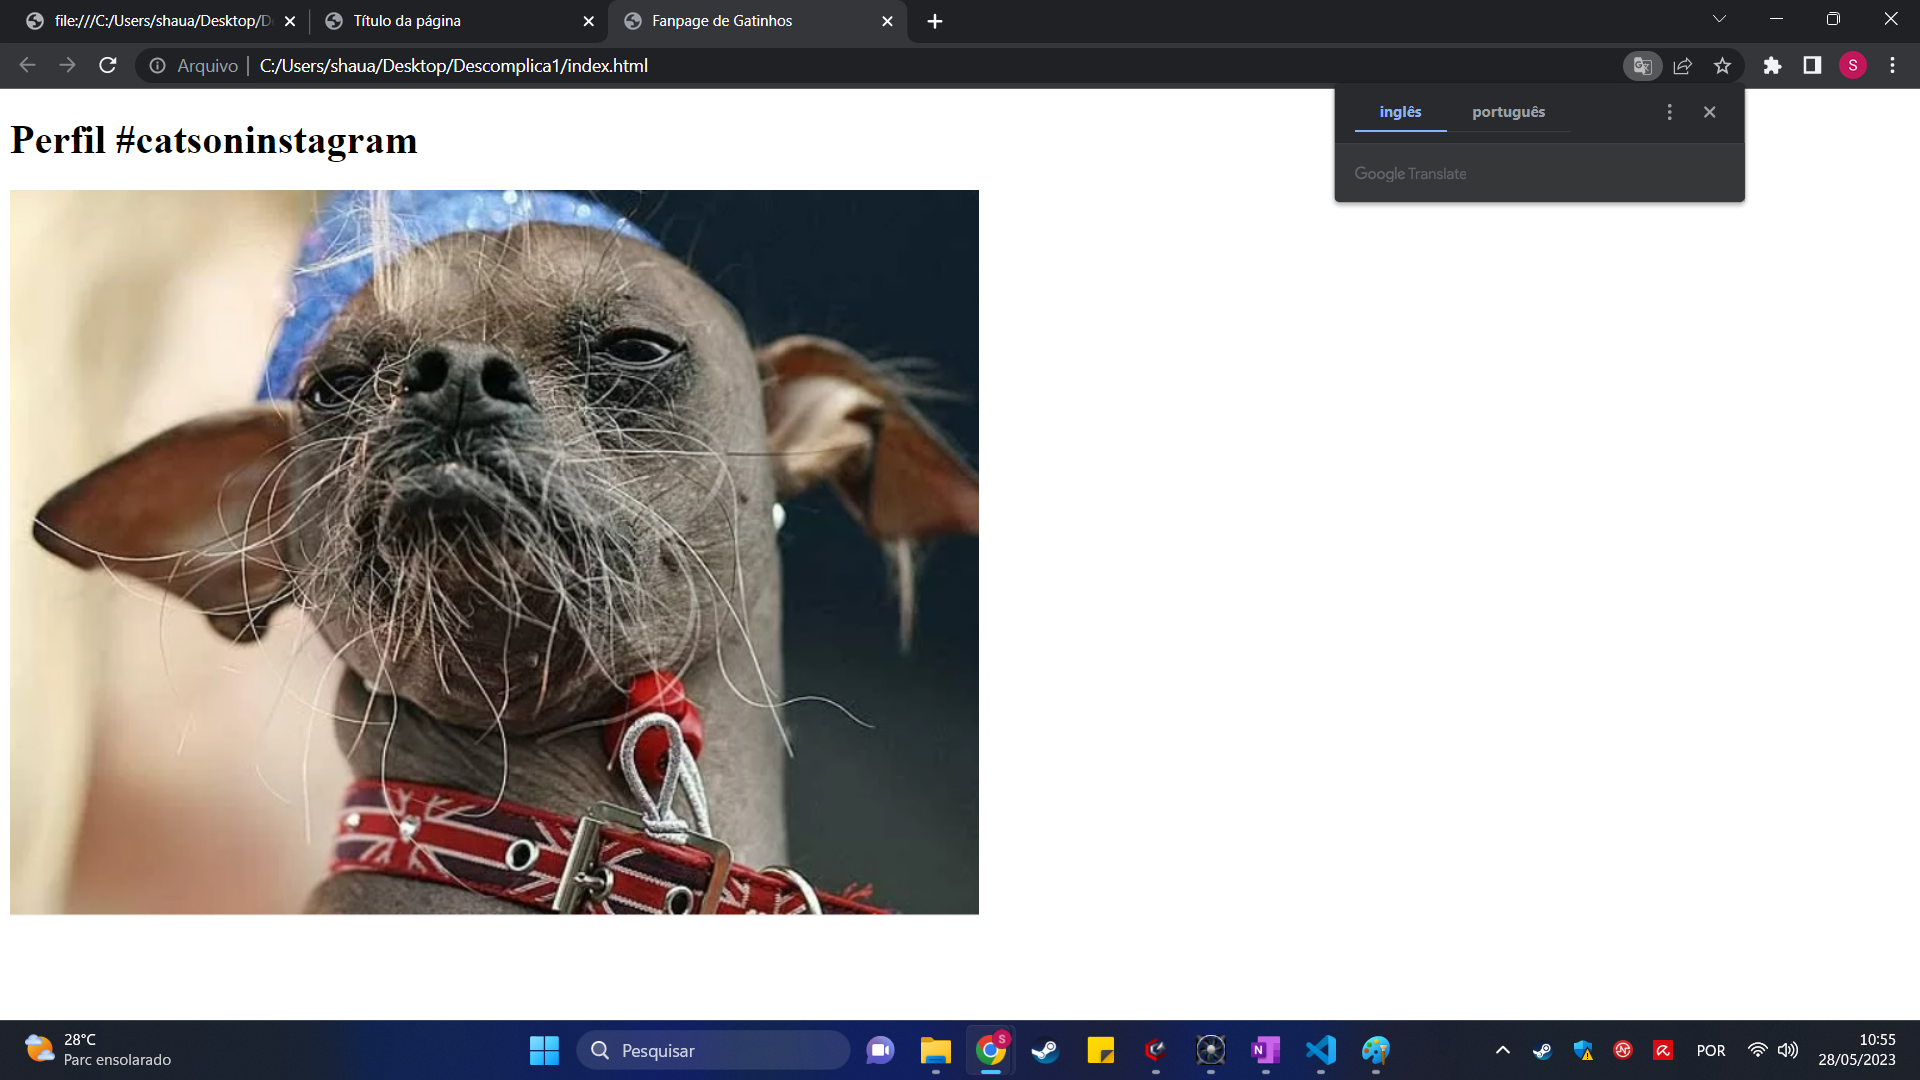 file:///C:/Users/shaua/Desktop/D
Título da página
Fanpage de Gatinhos
Arquivo
C:/Users/shaua/Desktop/Descomplica1/index.html
S
inglês
português
Google Translate
Perfil #catsoninstagram
28°C
Parc ensolarado
Pesquisar
S
N
POR
10:55
28/05/2023